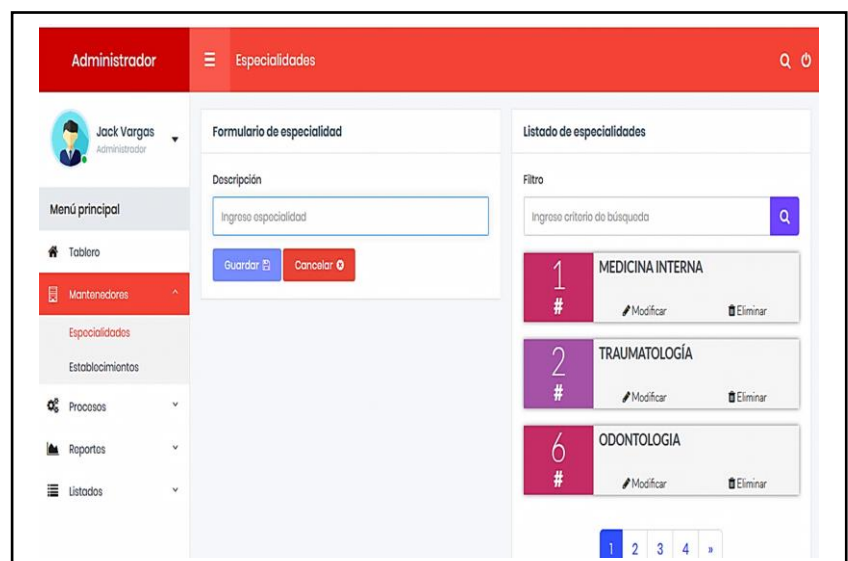 Administrador
Especialidades
Jack Vargas
Administrador
Menú principal
Tablero
Mantenedores
Especialidades
Establecimientos
Procesos
Reportes
Listados
Formulario de especialidad
Descripción
Ingrese especialidad
Guardar
Cancelar
Listado de especialidades
Filtro
Ingrese criterio de búsqueda
1
#
MEDICINA INTERNA
Modificar Eliminar
2
#
TRAUMATOLOGÍA
Modificar Eliminar
6
#
ODONTOLOGIA
Modificar Eliminar
1 2 3 4 »